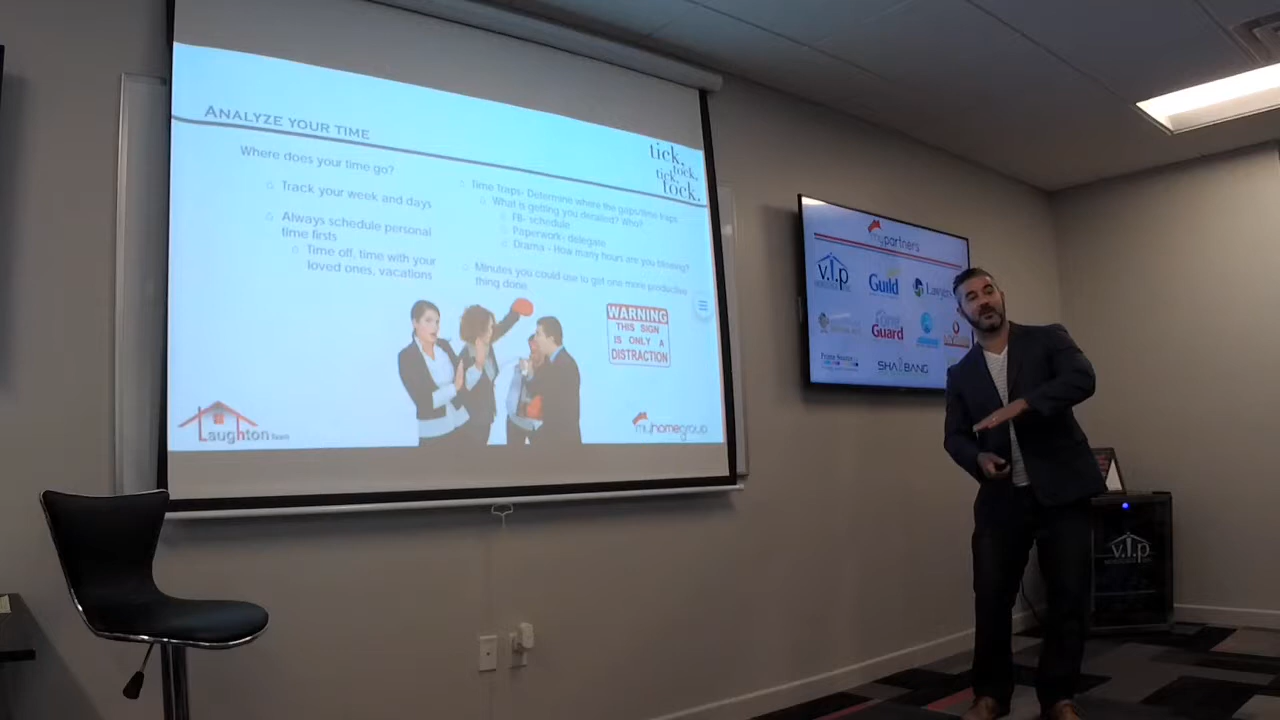 ANALYZE YOUR TIME
tick.
tock.
tick.
tock.
Where does your time go?
Track your week and days
Always schedule personal
time firsts
Time off, time with your
loved ones, vacations
Time Traps- Determine where the gaps/time traps
What is getting you derailed? Who?
FB- schedule
Paperwork- delegate
Drama - How many hours are you blowing?
Minutes you could use to get one more productive
thing done
WARNING
THIS SIGN
IS ONLY A
DISTRACTION
Laughton team
myhomegroup
mypartners
v.i.p
Guild
Lawyers
Guard
SHABANG
v.i.p